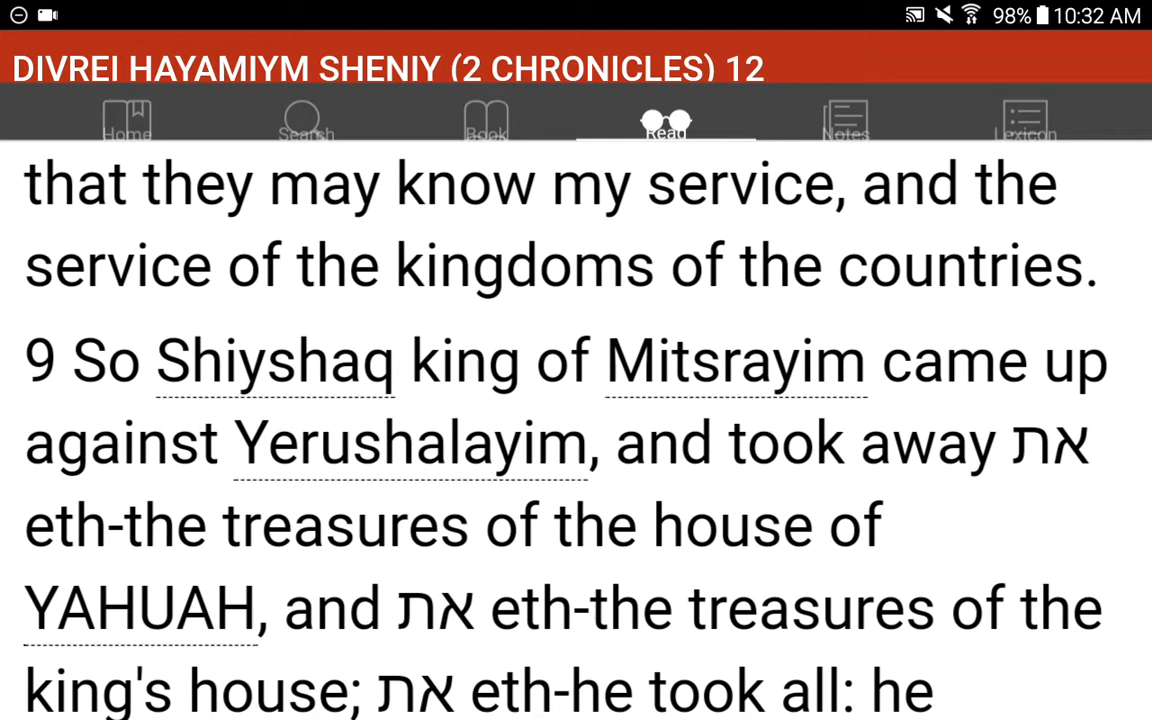 98% 10:32 AM
DIVREI HAYAMIYM SHENIY (2 CHRONICLES) 12
Home Search Book Read Notes Lexicon
that they may know my service, and the
service of the kingdoms of the countries.
9 So Shiyshaq king of Mitsrayim came up
against Yerushalayim, and took away את
eth-the treasures of the house of
YAHUAH, and את eth-the treasures of the
king's house; את eth-he took all: he